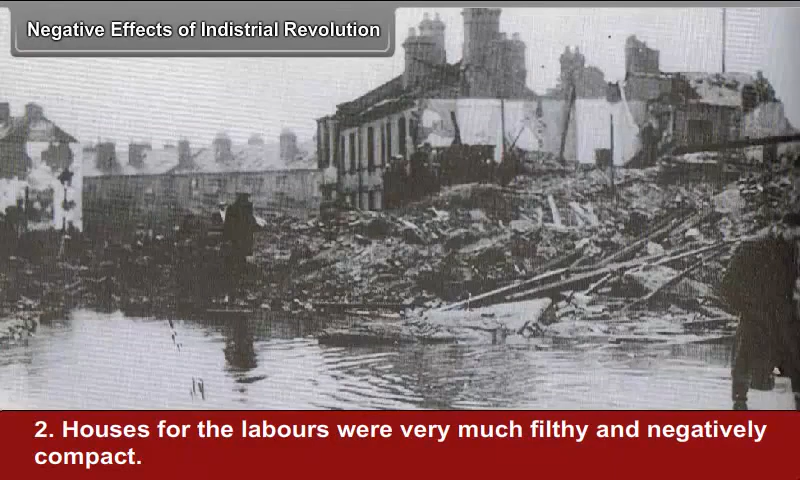 Negative Effects of Indistrial Revolution
2. Houses for the labours were very much filthy and negatively
compact.